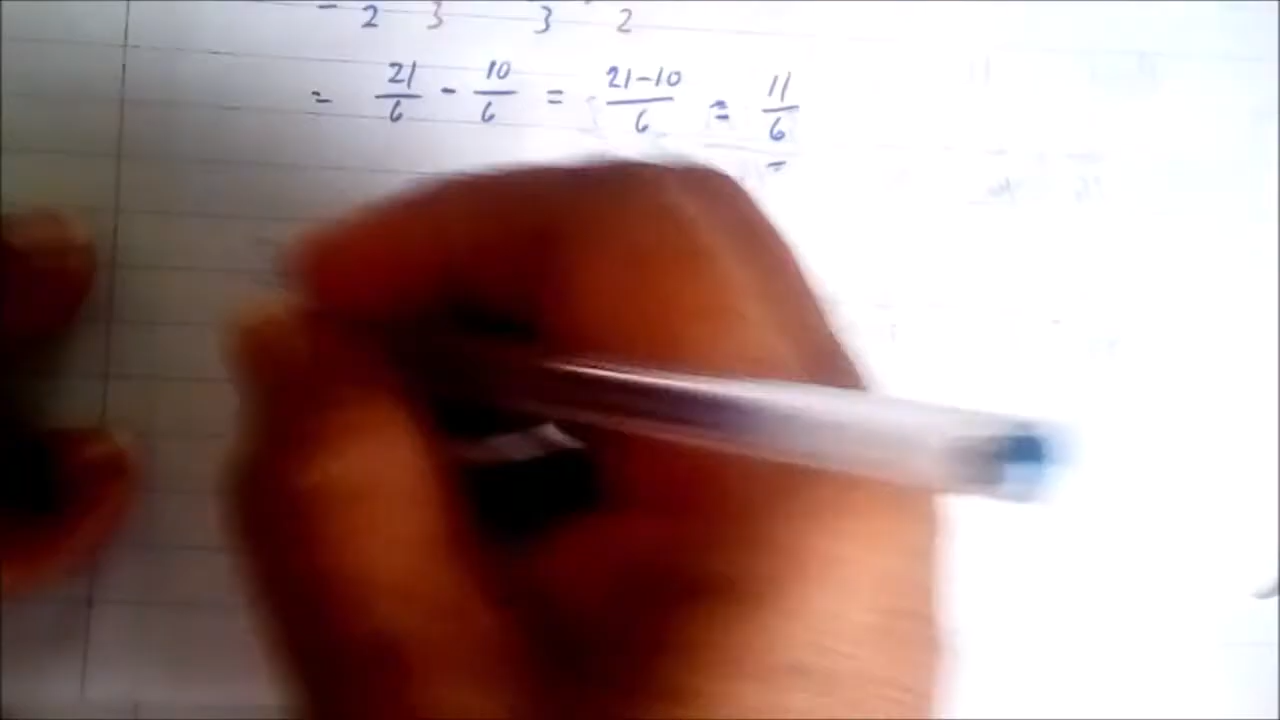 - 2 3 3 2
= 21/6 - 10/6 = 21-10/6 = 11/6